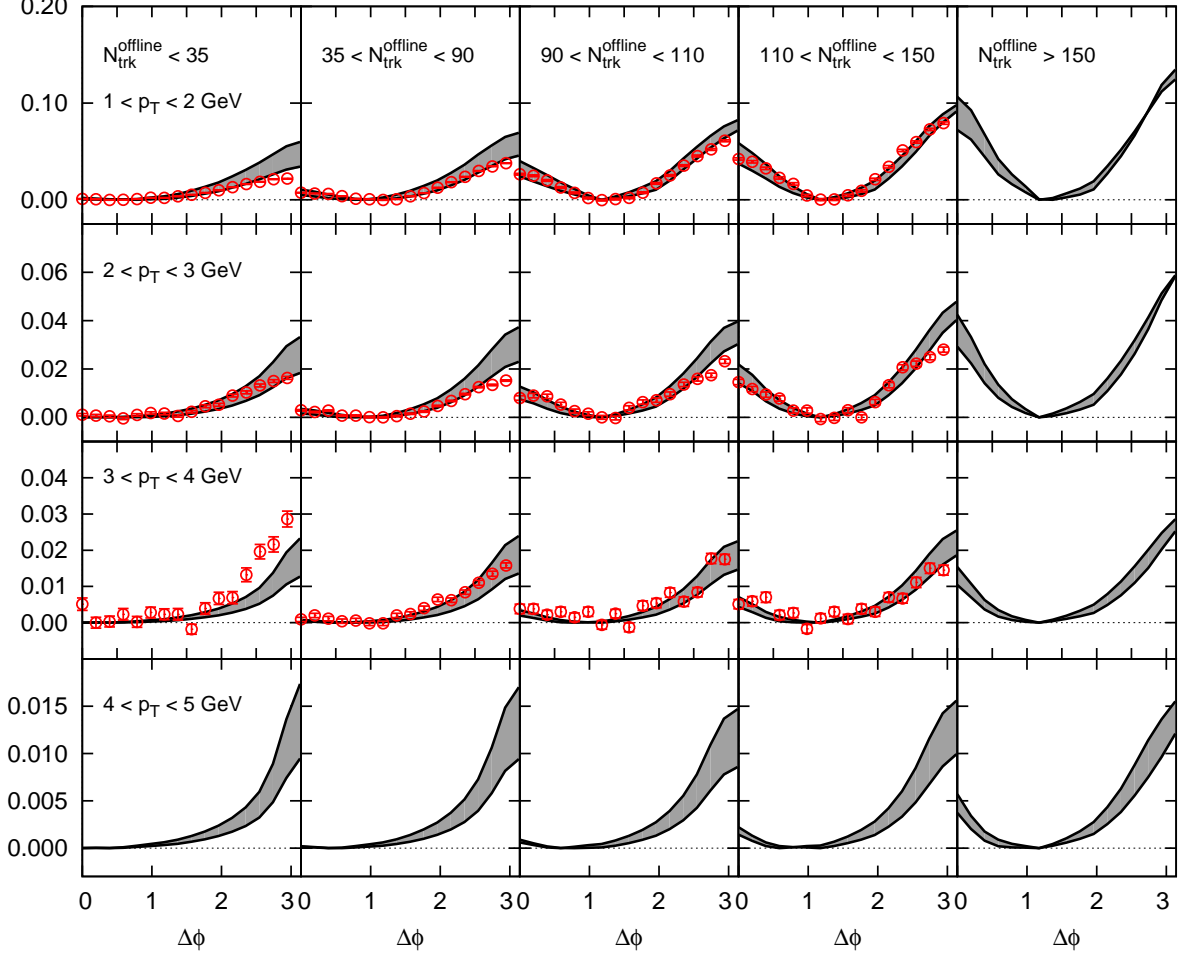 0.20
N_trk^offline < 35
35 < N_trk^offline < 90
90 < N_trk^offline < 110
110 < N_trk^offline < 150
N_trk^offline > 150
0.10
1 < p_T < 2 GeV
0.00
0.06
2 < p_T < 3 GeV
0.04
0.02
0.00
0.04
3 < p_T < 4 GeV
0.03
0.02
0.01
0.00
0.015
4 < p_T < 5 GeV
0.010
0.005
0.000
0 1 2 3 0 1 2 3 0 1 2 3 0 1 2 3 0 1 2 3
Δϕ Δϕ Δϕ Δϕ Δϕ